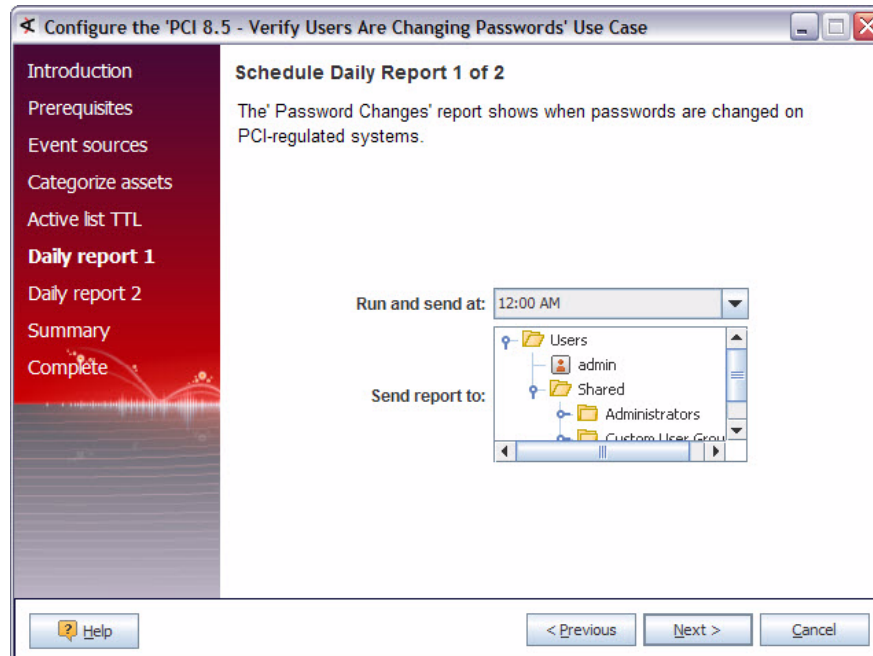 Configure the 'PCI 8.5 - Verify Users Are Changing Passwords' Use Case
Introduction
Prerequisites
Event sources
Categorize assets
Active list TTL
Daily report 1
Daily report 2
Summary
Complete
Schedule Daily Report 1 of 2
The' Password Changes' report shows when passwords are changed on
PCI-regulated systems.
Run and send at: 12:00 AM
Send report to:
Users
admin
Shared
Administrators
Custom User Grou
Help
< Previous
Next >
Cancel